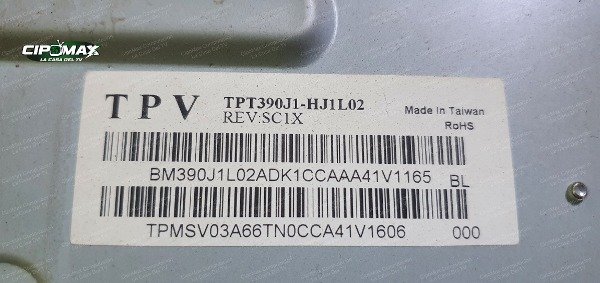 CIPOMAX
LA CASA DEL TV
TPV TPT390J1-HJ1L02
REV:SC1X
Made In Taiwan
RoHS
BM390J1L02ADK1CCAAA41V1165 BL
TPMSV03A66TN0CCA41V1606 000